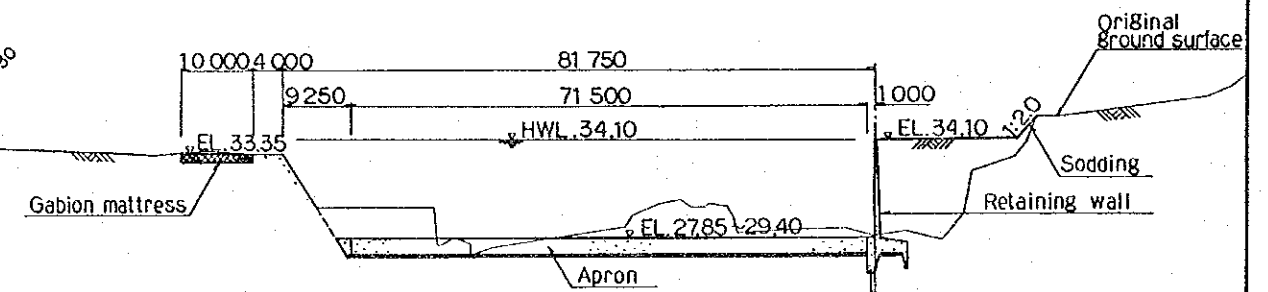 Original
ground surface
10 000
4 000
81 750
9 250
71 500
1 000
HWL.34.10
EL.34.10
1:2.0
EL.33.35
Sodding
Gabion mattress
Retaining wall
EL.27.85~29.40
Apron